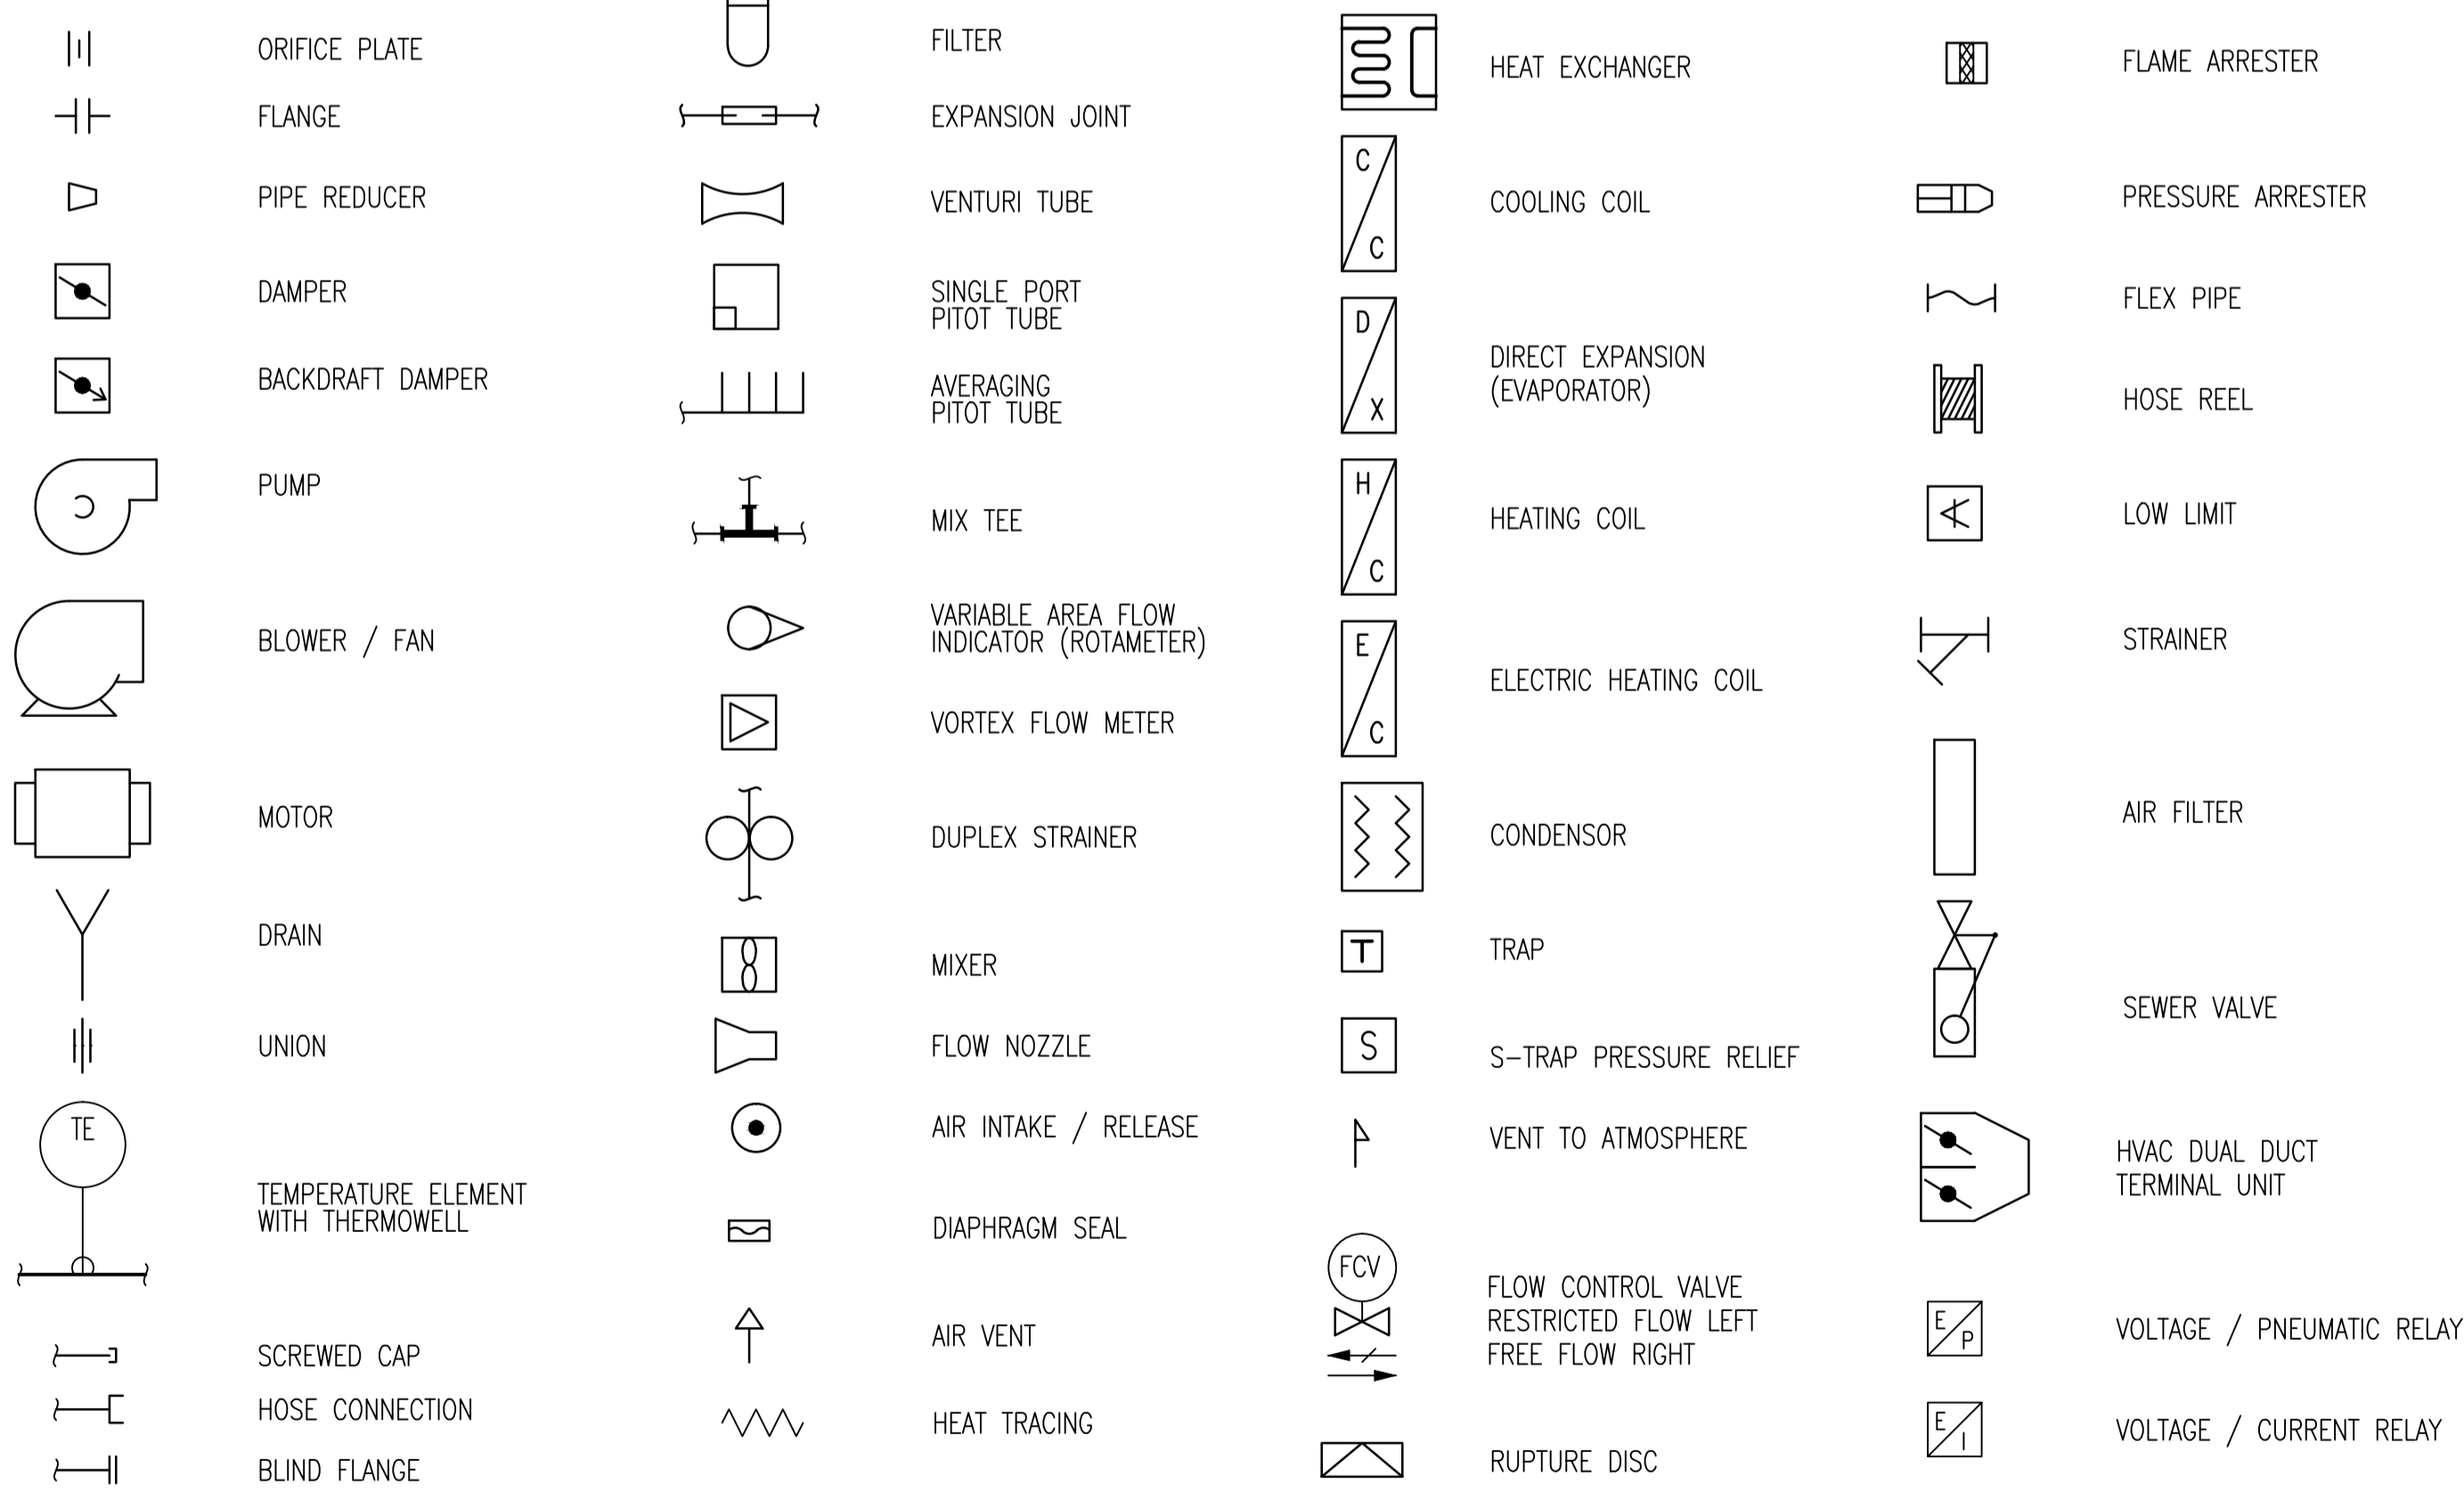 ORIFICE PLATE
FLANGE
PIPE REDUCER
DAMPER
BACKDRAFT DAMPER
PUMP
BLOWER / FAN
MOTOR
DRAIN
UNION
TE
TEMPERATURE ELEMENT
WITH THERMOWELL
SCREWED CAP
HOSE CONNECTION
BLIND FLANGE
FILTER
EXPANSION JOINT
VENTURI TUBE
SINGLE PORT
PITOT TUBE
AVERAGING
PITOT TUBE
MIX TEE
VARIABLE AREA FLOW
INDICATOR (ROTAMETER)
VORTEX FLOW METER
DUPLEX STRAINER
MIXER
FLOW NOZZLE
AIR INTAKE / RELEASE
DIAPHRAGM SEAL
AIR VENT
HEAT TRACING
HEAT EXCHANGER
C
C
COOLING COIL
D
X
DIRECT EXPANSION
(EVAPORATOR)
H
C
HEATING COIL
E
C
ELECTRIC HEATING COIL
CONDENSOR
T
TRAP
S
S-TRAP PRESSURE RELIEF
VENT TO ATMOSPHERE
FCV
FLOW CONTROL VALVE
RESTRICTED FLOW LEFT
FREE FLOW RIGHT
RUPTURE DISC
FLAME ARRESTER
PRESSURE ARRESTER
FLEX PIPE
HOSE REEL
LOW LIMIT
STRAINER
AIR FILTER
SEWER VALVE
HVAC DUAL DUCT
TERMINAL UNIT
E
P
VOLTAGE / PNEUMATIC RELAY
E
I
VOLTAGE / CURRENT RELAY